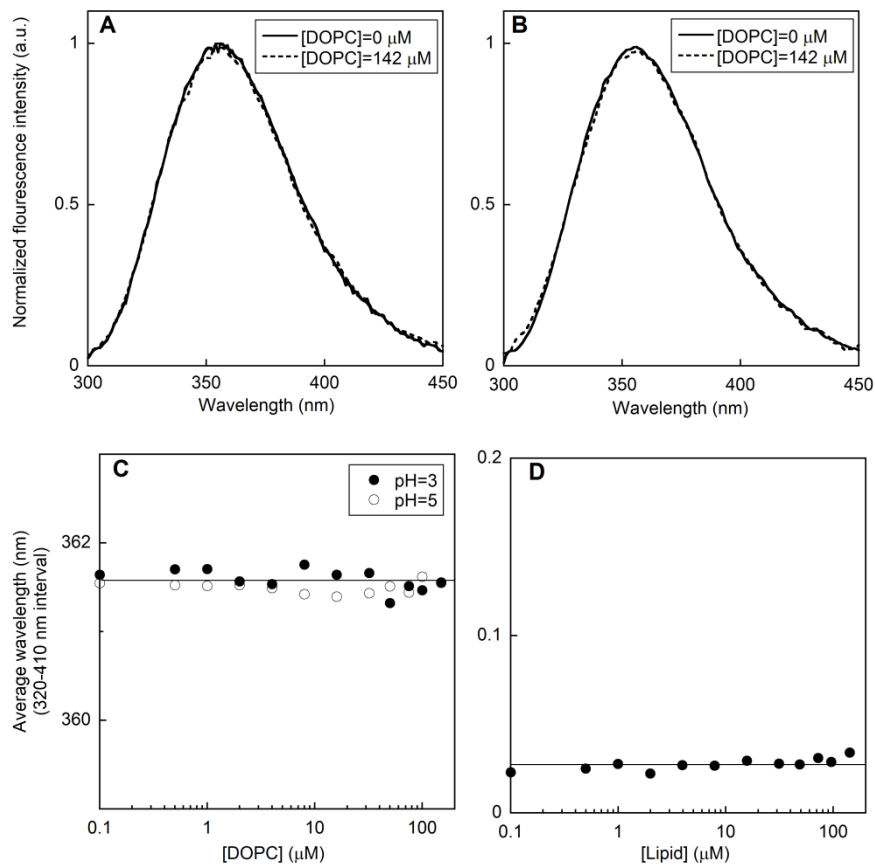 A
[DOPC]=0 μM
[DOPC]=142 μM
1
0.5
0
300
350
400
450
Wavelength (nm)
Normalized flourescence intensity (a.u.)
B
[DOPC]=0 μM
[DOPC]=142 μM
1
0.5
0
300
350
400
450
Wavelength (nm)
C
pH=3
pH=5
362
360
0.1
1
10
100
[DOPC] (μM)
Average wavelength (nm)
(320-410 nm interval)
D
0.2
0.1
0
0.1
1
10
100
[Lipid] (μM)